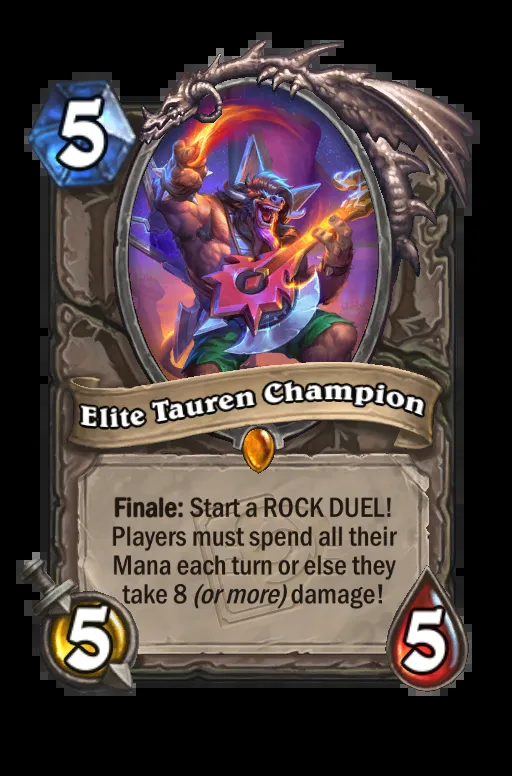 5
Elite Tauren Champion
Finale: Start a ROCK DUEL!
Players must spend all their
Mana each turn or else they
take 8 (or more) damage!
5
5